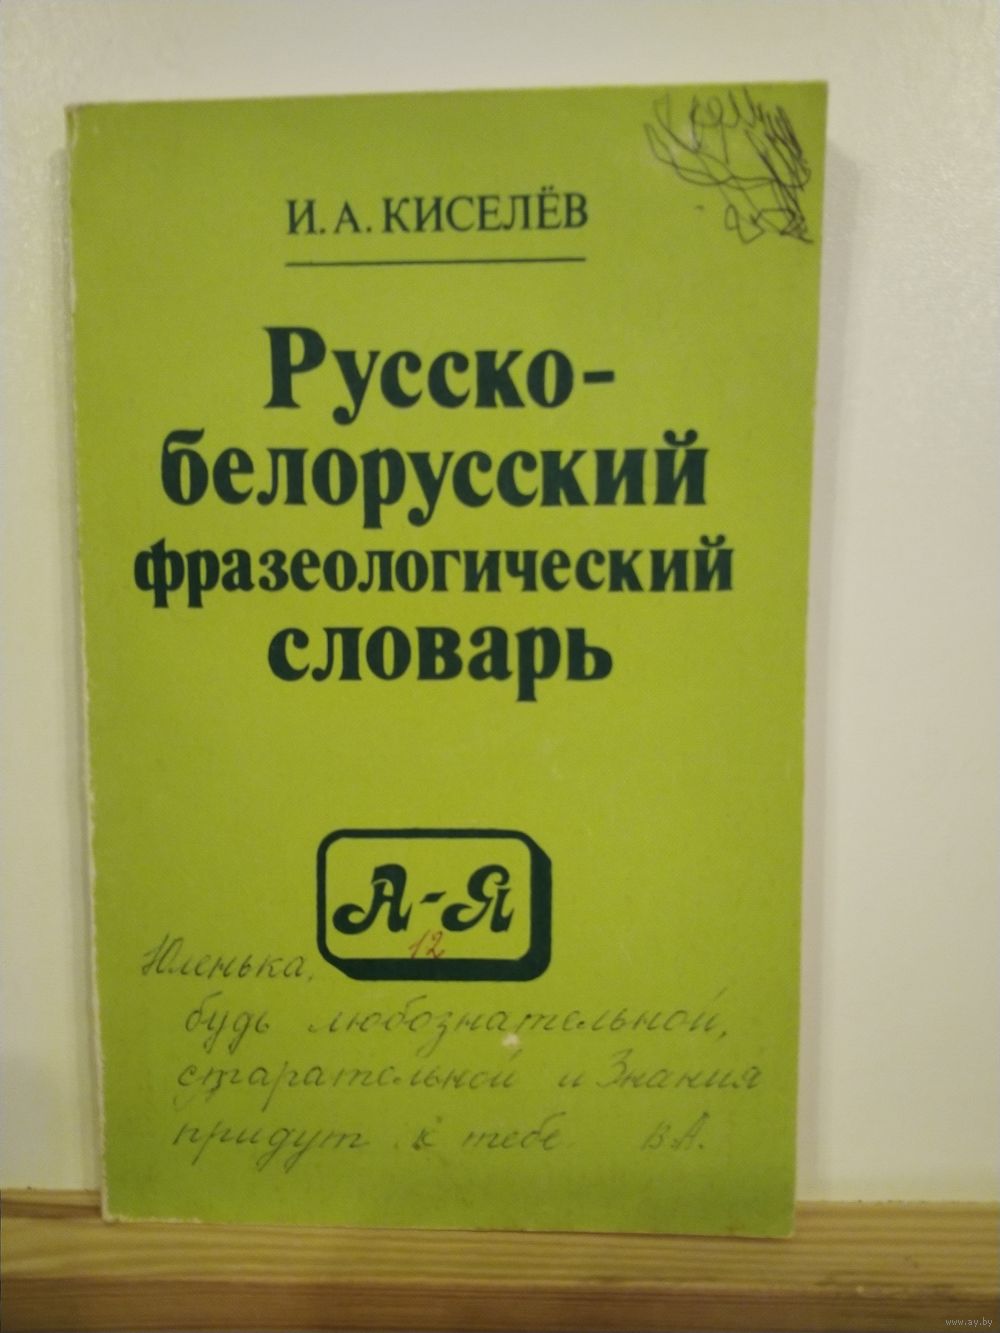 И. А. КИСЕЛЁВ
Русско-
белорусский
фразеологический
словарь
А-Я
12
Юленька,
будь любознательной,
старательной и Знания
придут к тебе. В.А.
www.ay.by